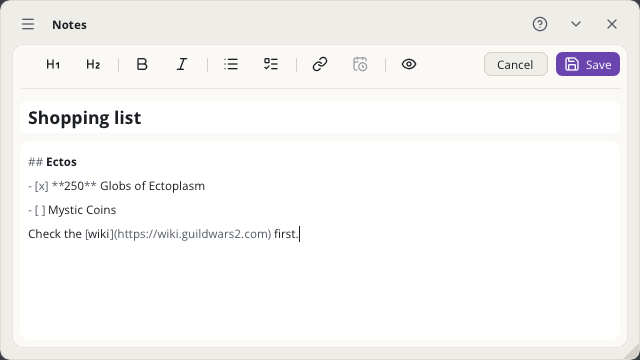 Notes
H1 H2 B I Cancel Save
Shopping list
## Ectos
- [x] **250** Globs of Ectoplasm
- [ ] Mystic Coins
Check the [wiki](https://wiki.guildwars2.com) first.